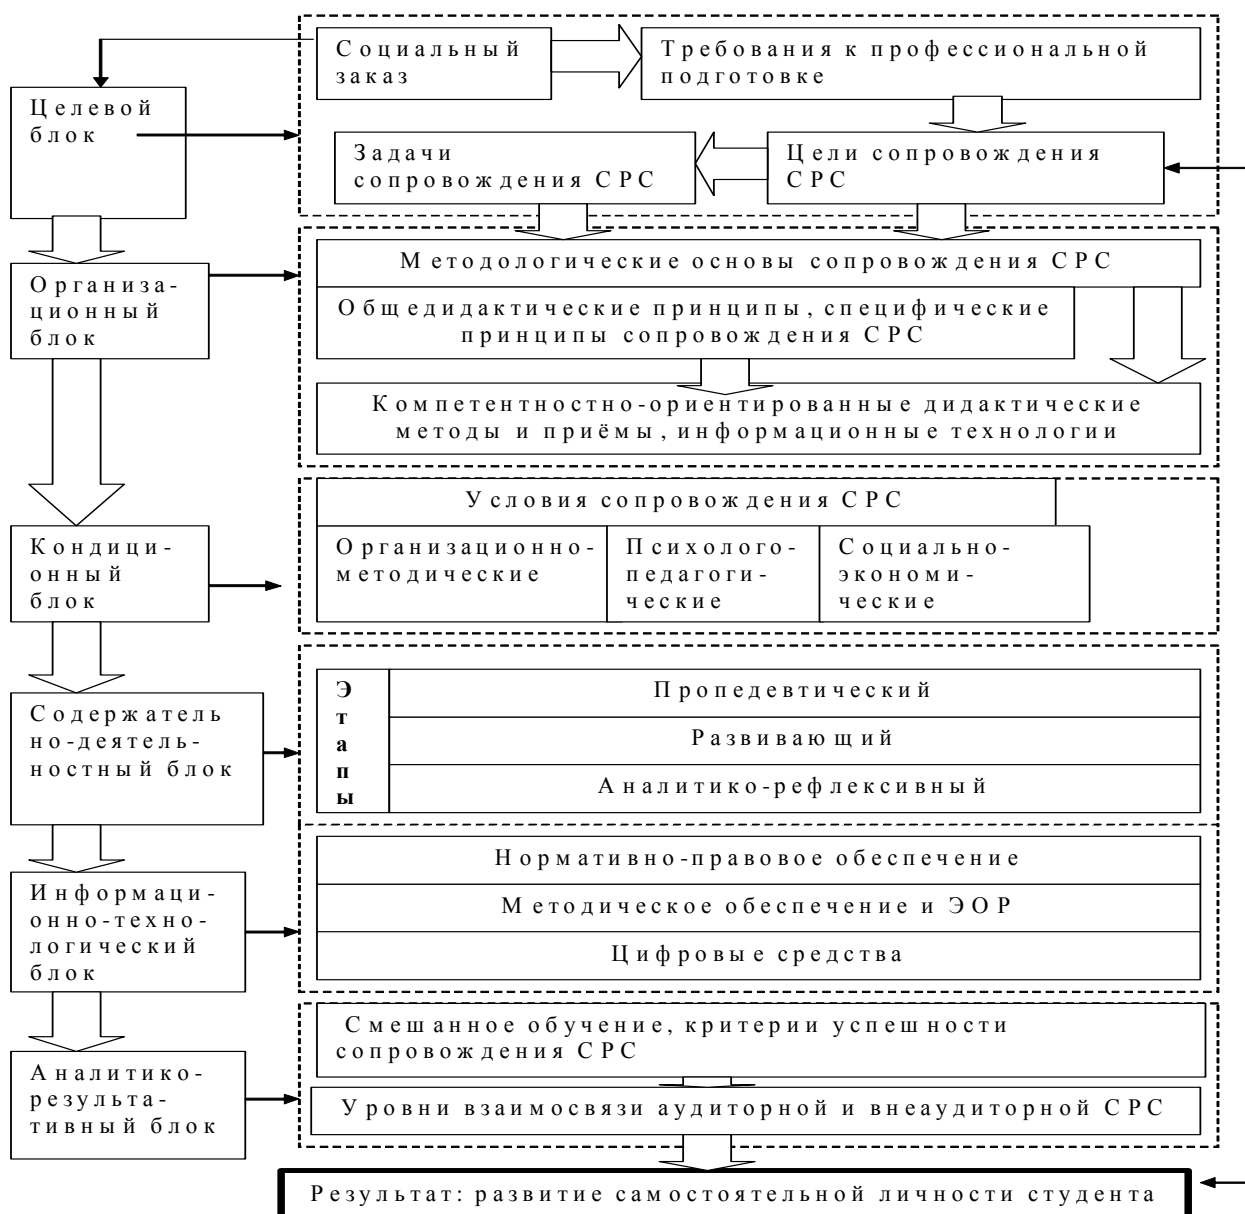 Социальный
заказ
Требования к профессиональной
подготовке
Целевой
блок
Задачи
сопровождения СРС
Цели сопровождения
СРС
Организа-
ционный
блок
Методологические основы сопровождения СРС
Общедидактические принципы, специфические
принципы сопровождения СРС
Компетентностно-ориентированные дидактические
методы и приёмы, информационные технологии
Кондици-
онный
блок
Условия сопровождения СРС
Организационно-
методические
Психолого-
педагоги-
ческие
Социально-
экономи-
ческие
Содержатель
но-деятель-
ностный блок
Этапы
Пропедевтический
Развивающий
Аналитико-рефлексивный
Информаци-
онно-техно-
логический
блок
Нормативно-правовое обеспечение
Методическое обеспечение и ЭОР
Цифровые средства
Аналитико-
результа-
тивный блок
Смешанное обучение, критерии успешности
сопровождения СРС
Уровни взаимосвязи аудиторной и внеаудиторной СРС
Результат: развитие самостоятельной личности студента